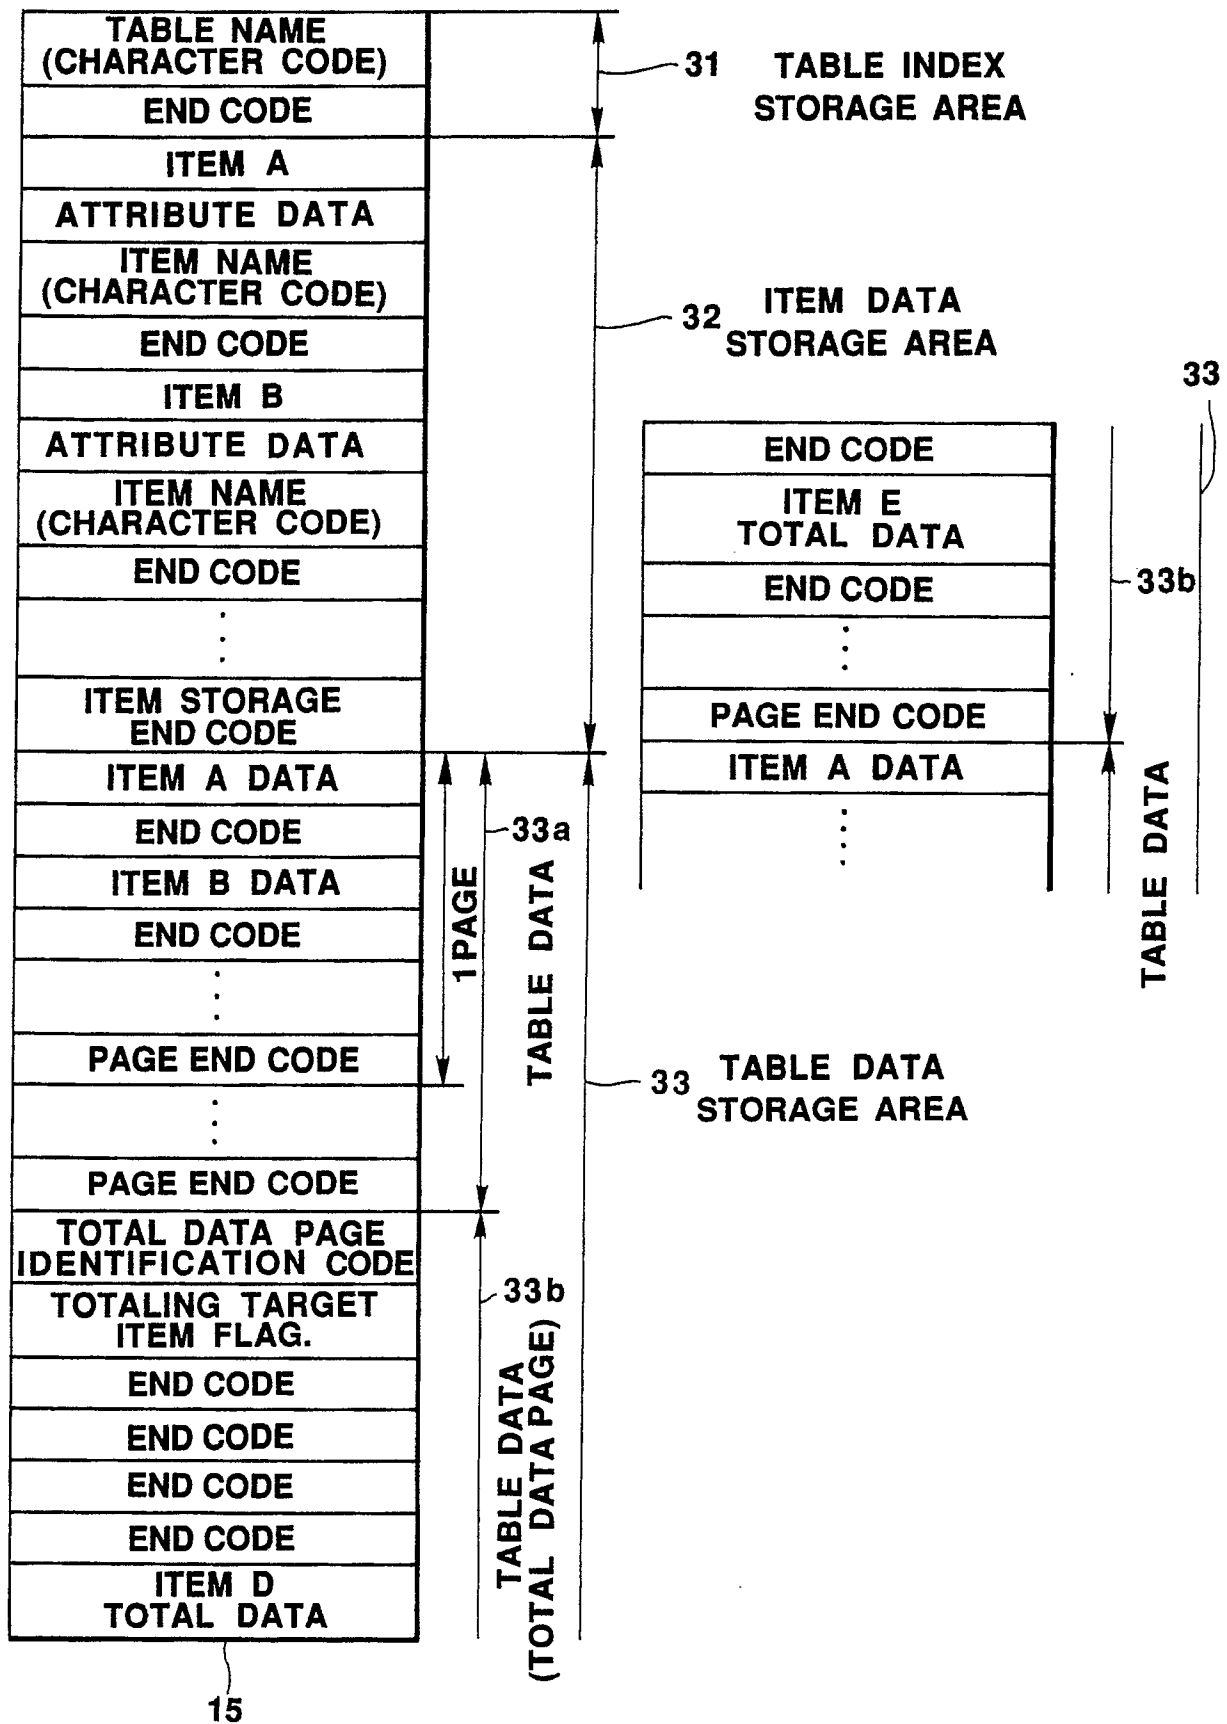 TABLE NAME
(CHARACTER CODE)
END CODE
ITEM A
ATTRIBUTE DATA
ITEM NAME
(CHARACTER CODE)
END CODE
ITEM B
ATTRIBUTE DATA
ITEM NAME
(CHARACTER CODE)
END CODE
ITEM STORAGE
END CODE
ITEM A DATA
END CODE
ITEM B DATA
END CODE
PAGE END CODE
PAGE END CODE
TOTAL DATA PAGE
IDENTIFICATION CODE
TOTALING TARGET
ITEM FLAG.
END CODE
END CODE
END CODE
END CODE
ITEM D
TOTAL DATA
15
31
TABLE INDEX
STORAGE AREA
32
ITEM DATA
STORAGE AREA
1PAGE
33a
TABLE DATA
33
TABLE DATA
STORAGE AREA
33b
TABLE DATA
(TOTAL DATA PAGE)
END CODE
ITEM E
TOTAL DATA
END CODE
PAGE END CODE
ITEM A DATA
33
33b
TABLE DATA